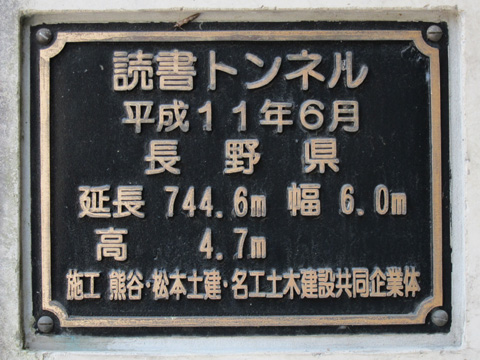 読書トンネル
平成11年6月
長野県
延長 744.6m 幅 6.0m
高 4.7m
施工 熊谷・松本土建・名工土木建設共同企業体